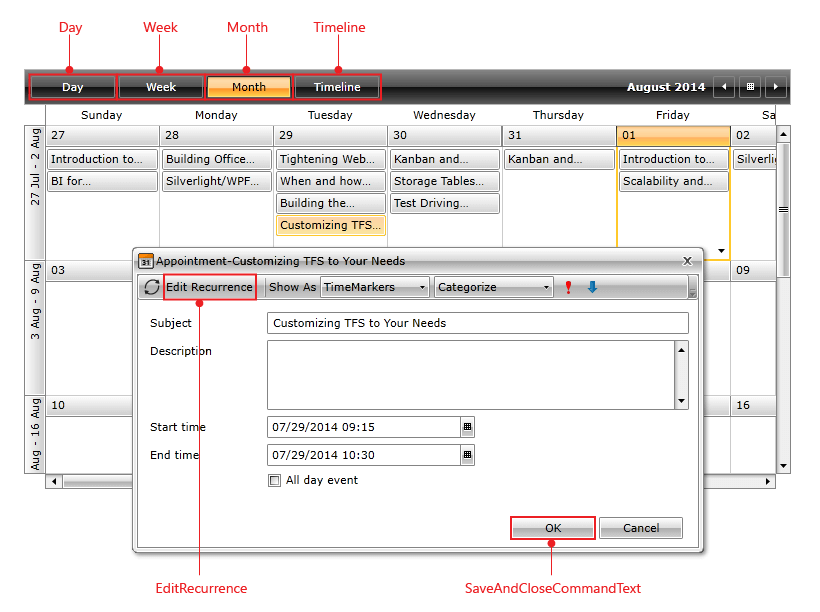 Day Week Month Timeline
Day Week Month Timeline August 2014
Sunday Monday Tuesday Wednesday Thursday Friday Sa
27 Jul - 2 Aug
27 28 29 30 31 01 02
Introduction to... Building Office... Tightening Web... Kanban and... Kanban and... Introduction to... Silverli
BI for... Silverlight/WPF... When and how... Storage Tables... Scalability and...
Building the... Test Driving...
Customizing TFS...
3 Aug - 9 Aug
03 09
Aug - 16 Aug
10 16
31 Appointment-Customizing TFS to Your Needs
Edit Recurrence Show As TimeMarkers Categorize
Subject Customizing TFS to Your Needs
Description
Start time 07/29/2014 09:15
End time 07/29/2014 10:30
All day event
OK Cancel
EditRecurrence SaveAndCloseCommandText